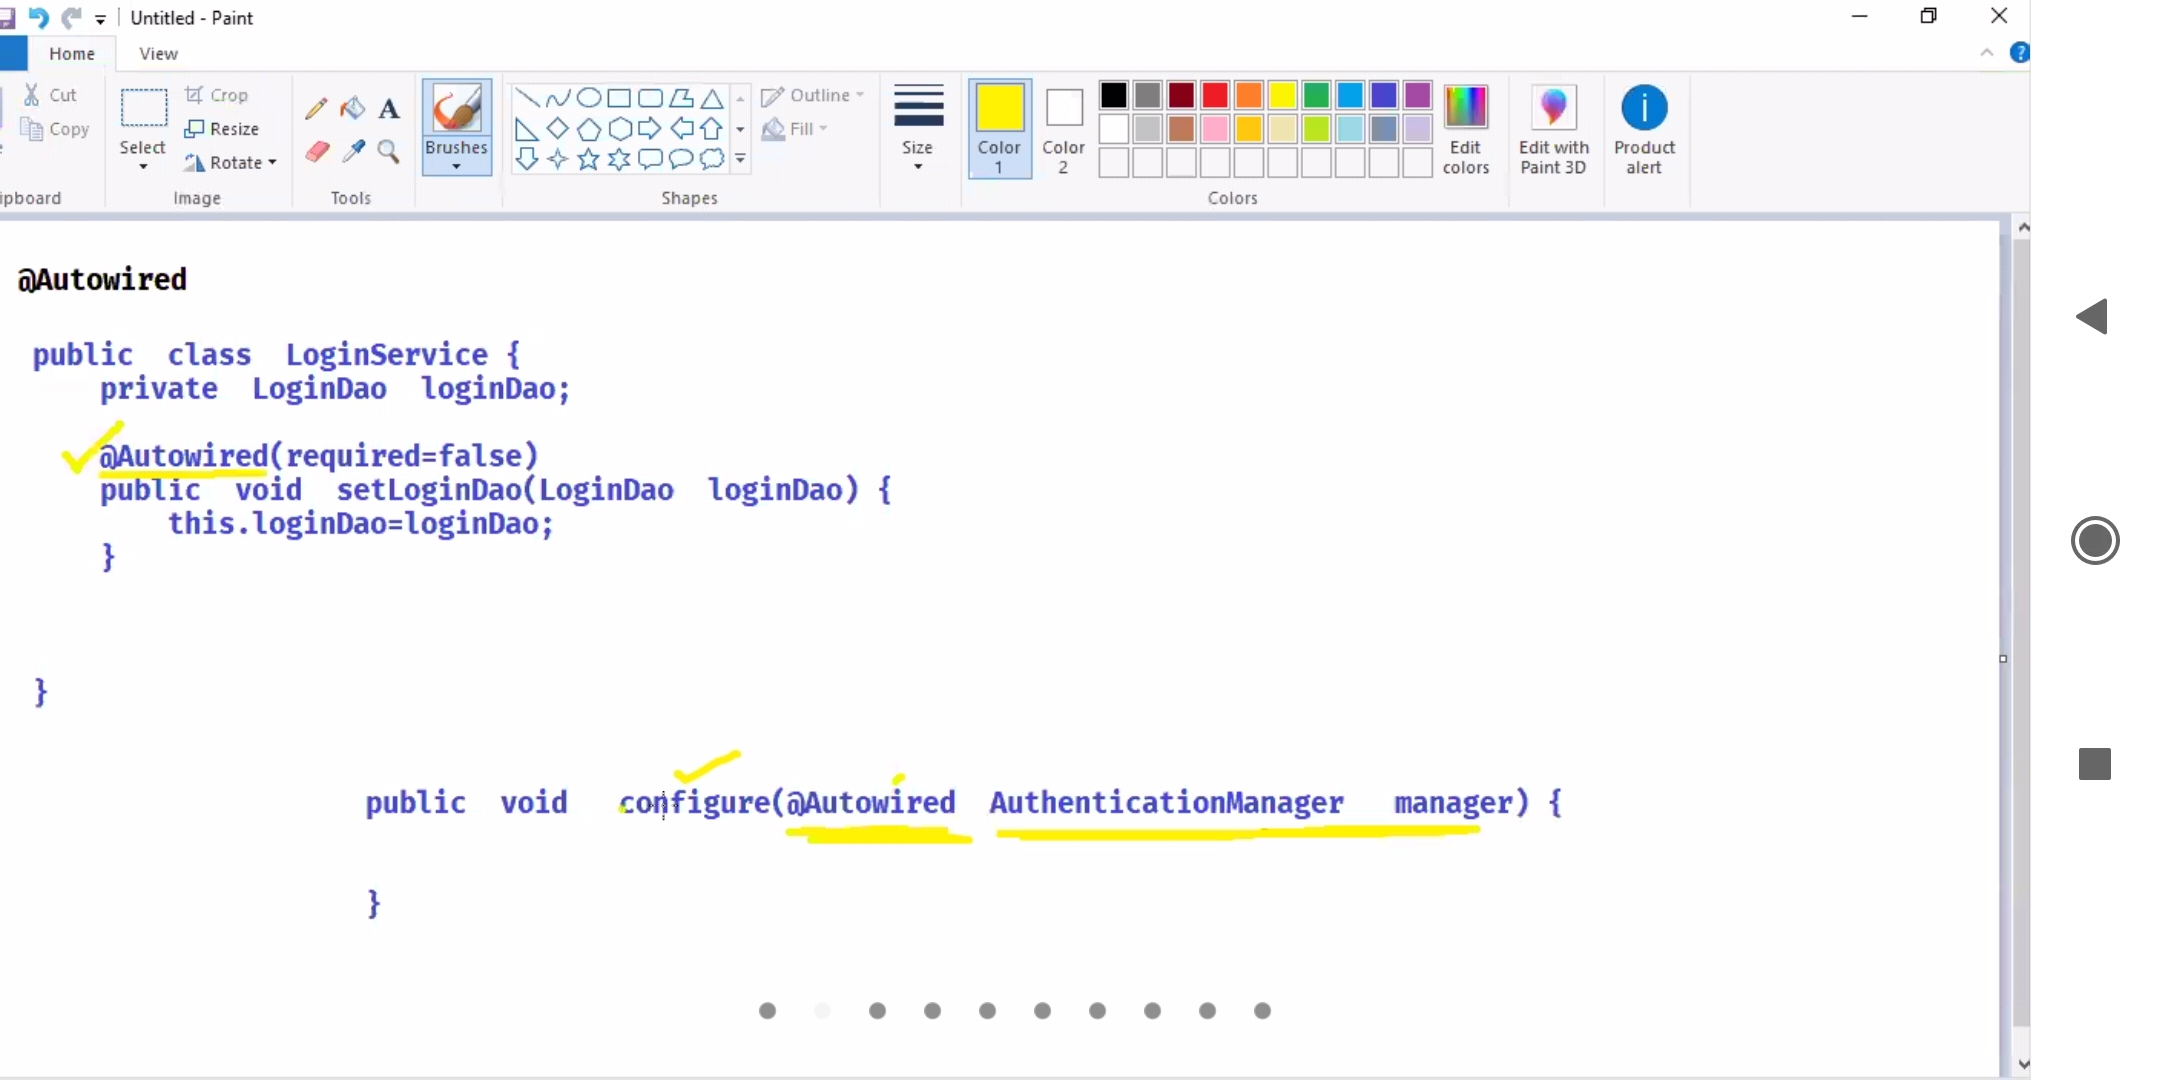 Untitled - Paint
Home View
Cut
Copy
ipboard
Select
Crop
Resize
Rotate
Image
Tools
Brushes
Shapes
Outline
Fill
Size
Color 1
Color 2
Colors
Edit colors
Edit with Paint 3D
Product alert
@Autowired
public class LoginService {
private LoginDao loginDao;
@Autowired(required=false)
public void setLoginDao(LoginDao loginDao) {
this.loginDao=loginDao;
}
}
public void configure(@Autowired AuthenticationManager manager) {
}